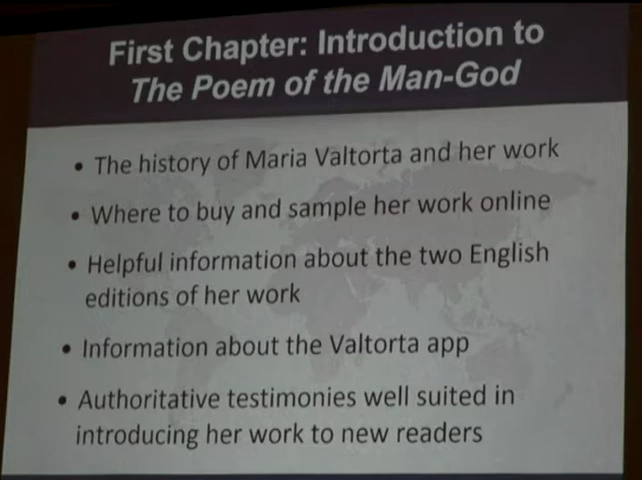 First Chapter: Introduction to
The Poem of the Man-God
• The history of Maria Valtorta and her work
• Where to buy and sample her work online
• Helpful information about the two English
editions of her work
• Information about the Valtorta app
• Authoritative testimonies well suited in
introducing her work to new readers